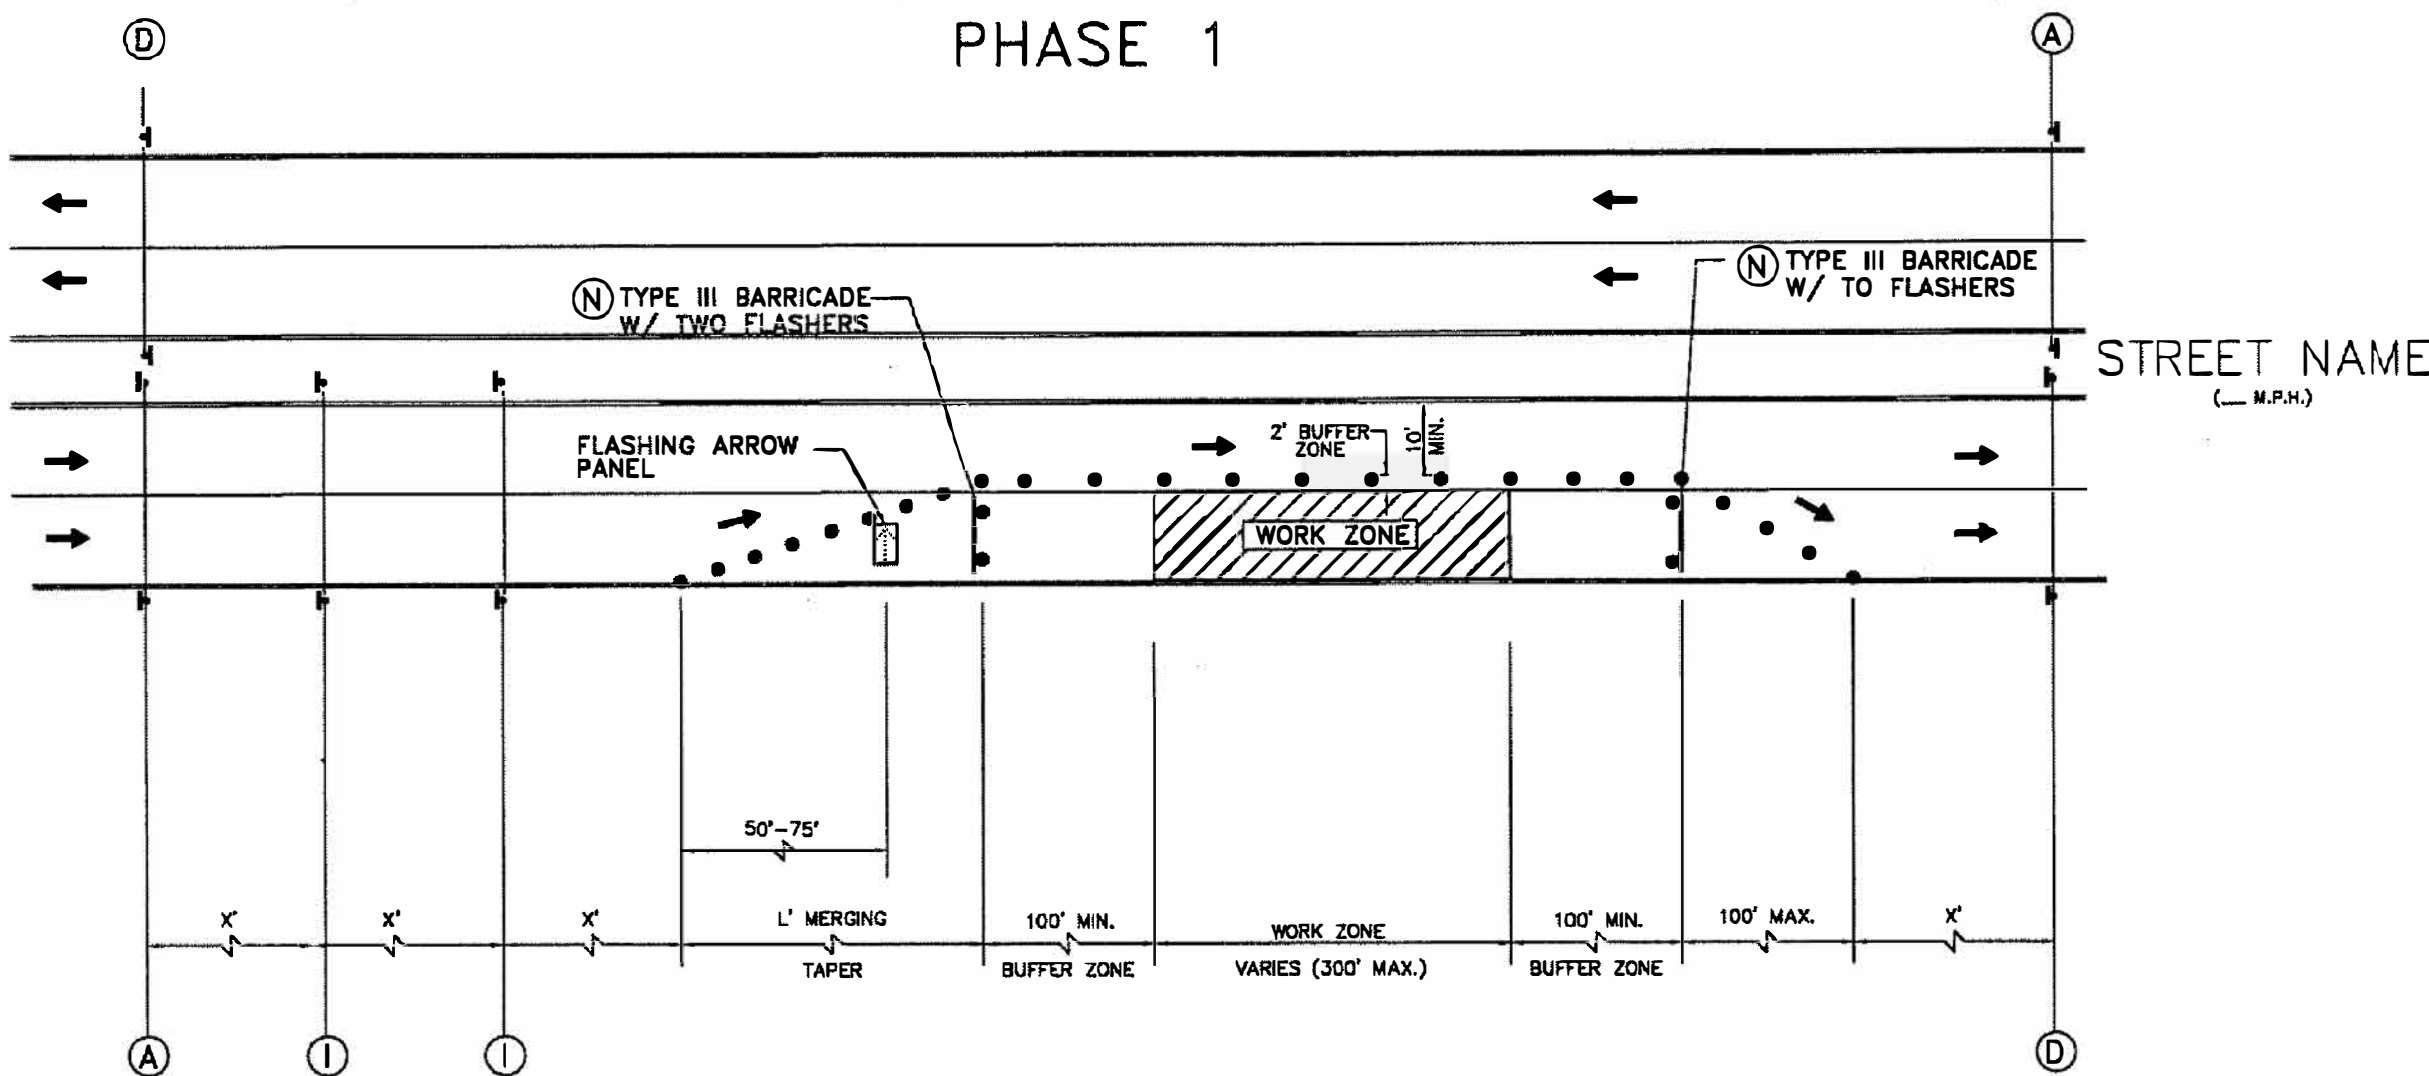 D
PHASE 1
A
N TYPE III BARRICADE
W/ TWO FLASHERS
N TYPE III BARRICADE
W/ TO FLASHERS
STREET NAME
(__ M.P.H.)
FLASHING ARROW
PANEL
2' BUFFER
ZONE
10'
MIN.
WORK ZONE
50'-75'
X'
X'
X'
L' MERGING
TAPER
100' MIN.
BUFFER ZONE
WORK ZONE
VARIES (300' MAX.)
100' MIN.
BUFFER ZONE
100' MAX.
X'
A
I
I
D